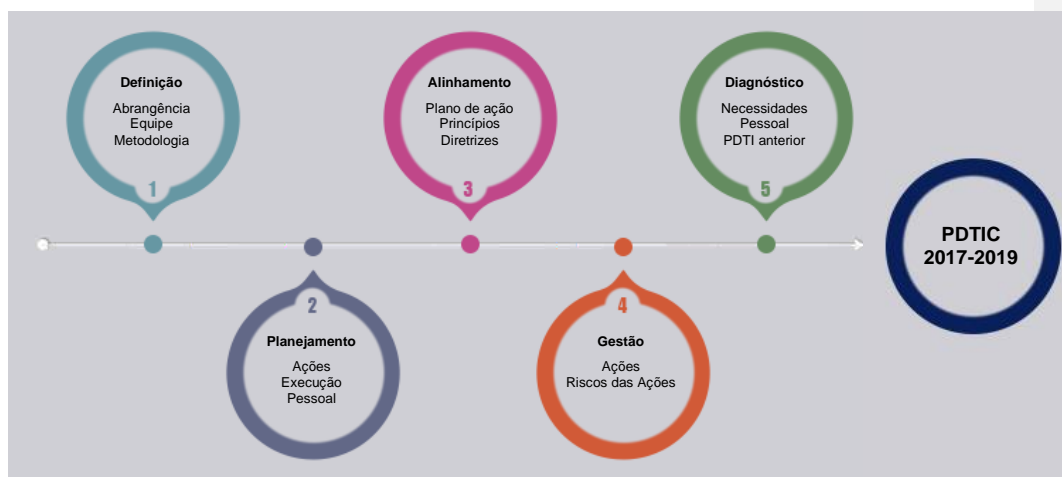 Definição
Abrangência
Equipe
Metodologia
1
2
Planejamento
Ações
Execução
Pessoal
Alinhamento
Plano de ação
Princípios
Diretrizes
3
4
Gestão
Ações
Riscos das Ações
Diagnóstico
Necessidades
Pessoal
PDTI anterior
5
PDTIC
2017-2019